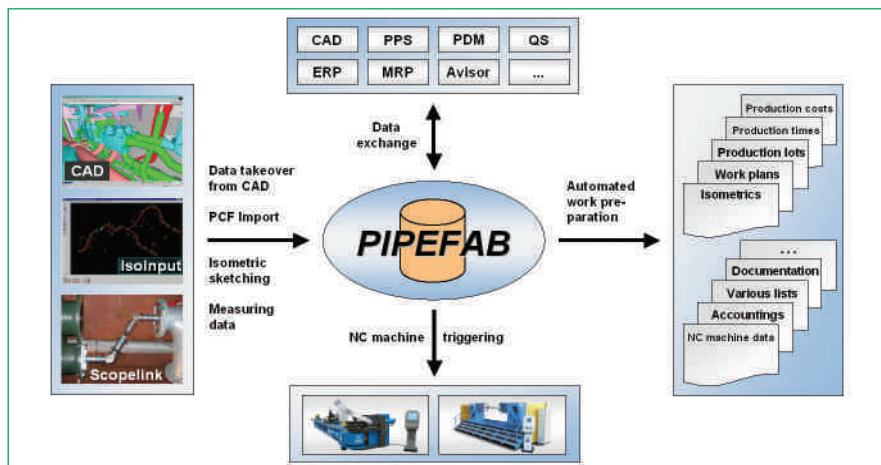 CAD
PPS
PDM
QS
ERP
MRP
Avisor
...
Data
exchange
CAD
IsoInput
Scopelink
Data takeover
from CAD
PCF Import
Isometric
sketching
Measuring
data
PIPEFAB
Automated
work pre-
paration
NC machine
triggering
Production costs
Production times
Production lots
Work plans
Isometrics
...
Documentation
Various lists
Accountings
NC machine data